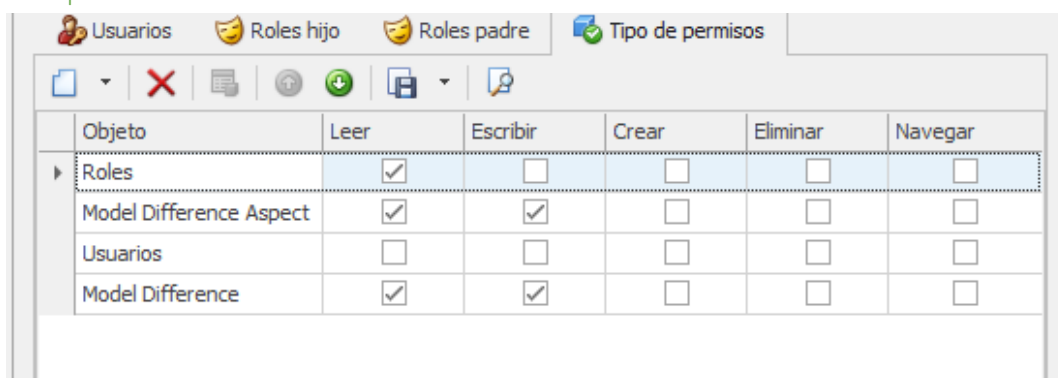 Usuarios Roles hijo Roles padre Tipo de permisos
Objeto Leer Escribir Crear Eliminar Navegar
Roles
Model Difference Aspect
Usuarios
Model Difference